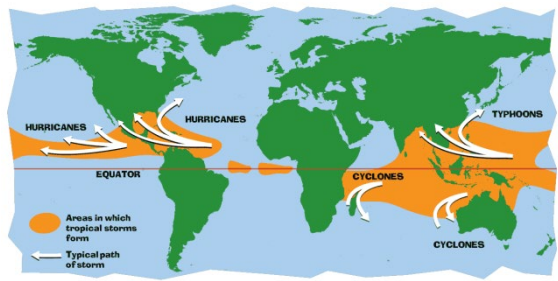 TYPHOONS
HURRICANES
HURRICANES
EQUATOR
CYCLONES
Areas in which
tropical storms
form
CYCLONES
Typical path
of storm